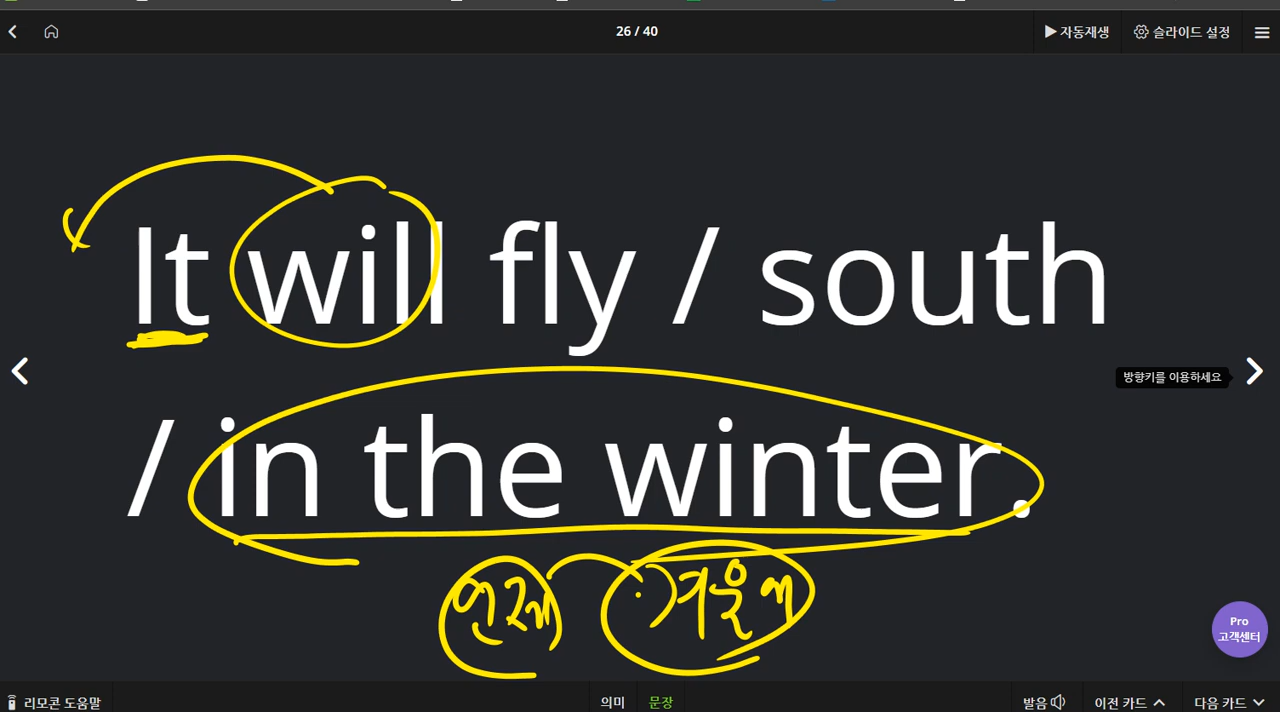 26 / 40
자동재생
슬라이드 설정
It will fly / south
방향키를 이용하세요
/ in the winter.
언제 겨울에
Pro
고객센터
리모콘 도움말
의미
문장
발음
이전 카드
다음 카드